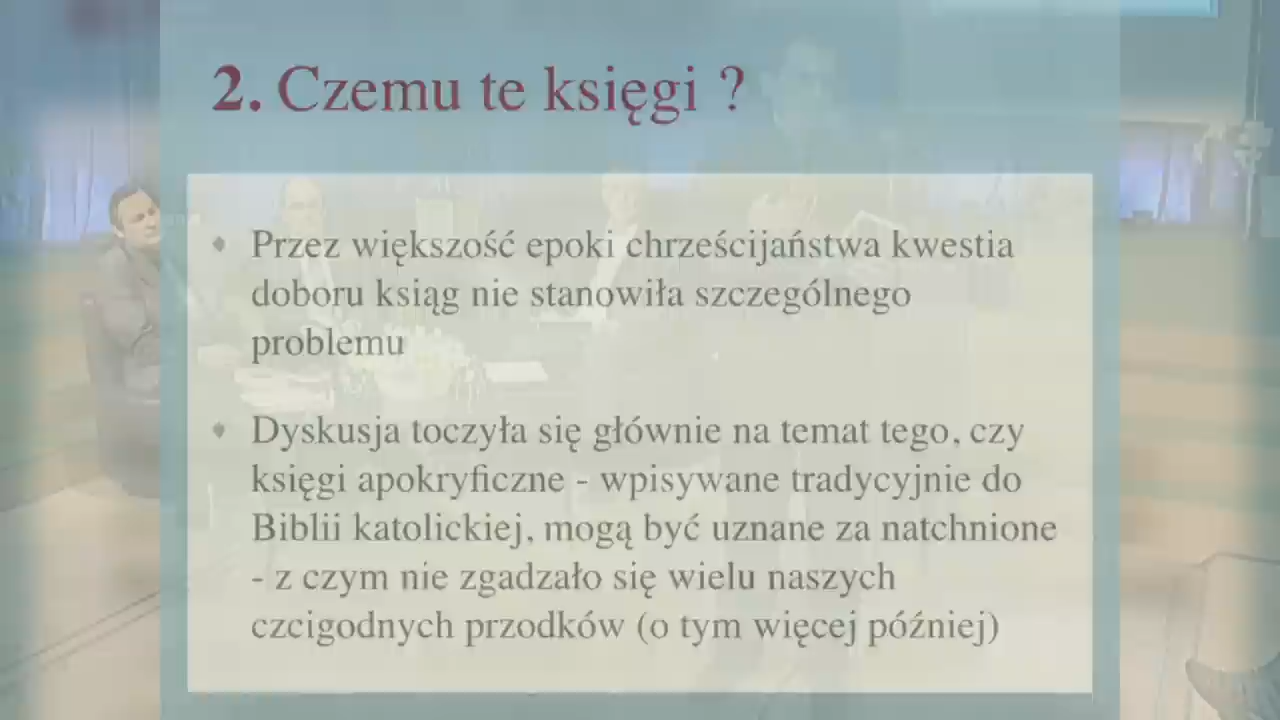 2. Czemu te księgi ?
• Przez większość epoki chrześcijaństwa kwestia
doboru ksiąg nie stanowiła szczególnego
problemu
• Dyskusja toczyła się głównie na temat tego, czy
księgi apokryficzne - wpisywane tradycyjnie do
Biblii katolickiej, mogą być uznane za natchnione
- z czym nie zgadzało się wielu naszych
czcigodnych przodków (o tym więcej później)